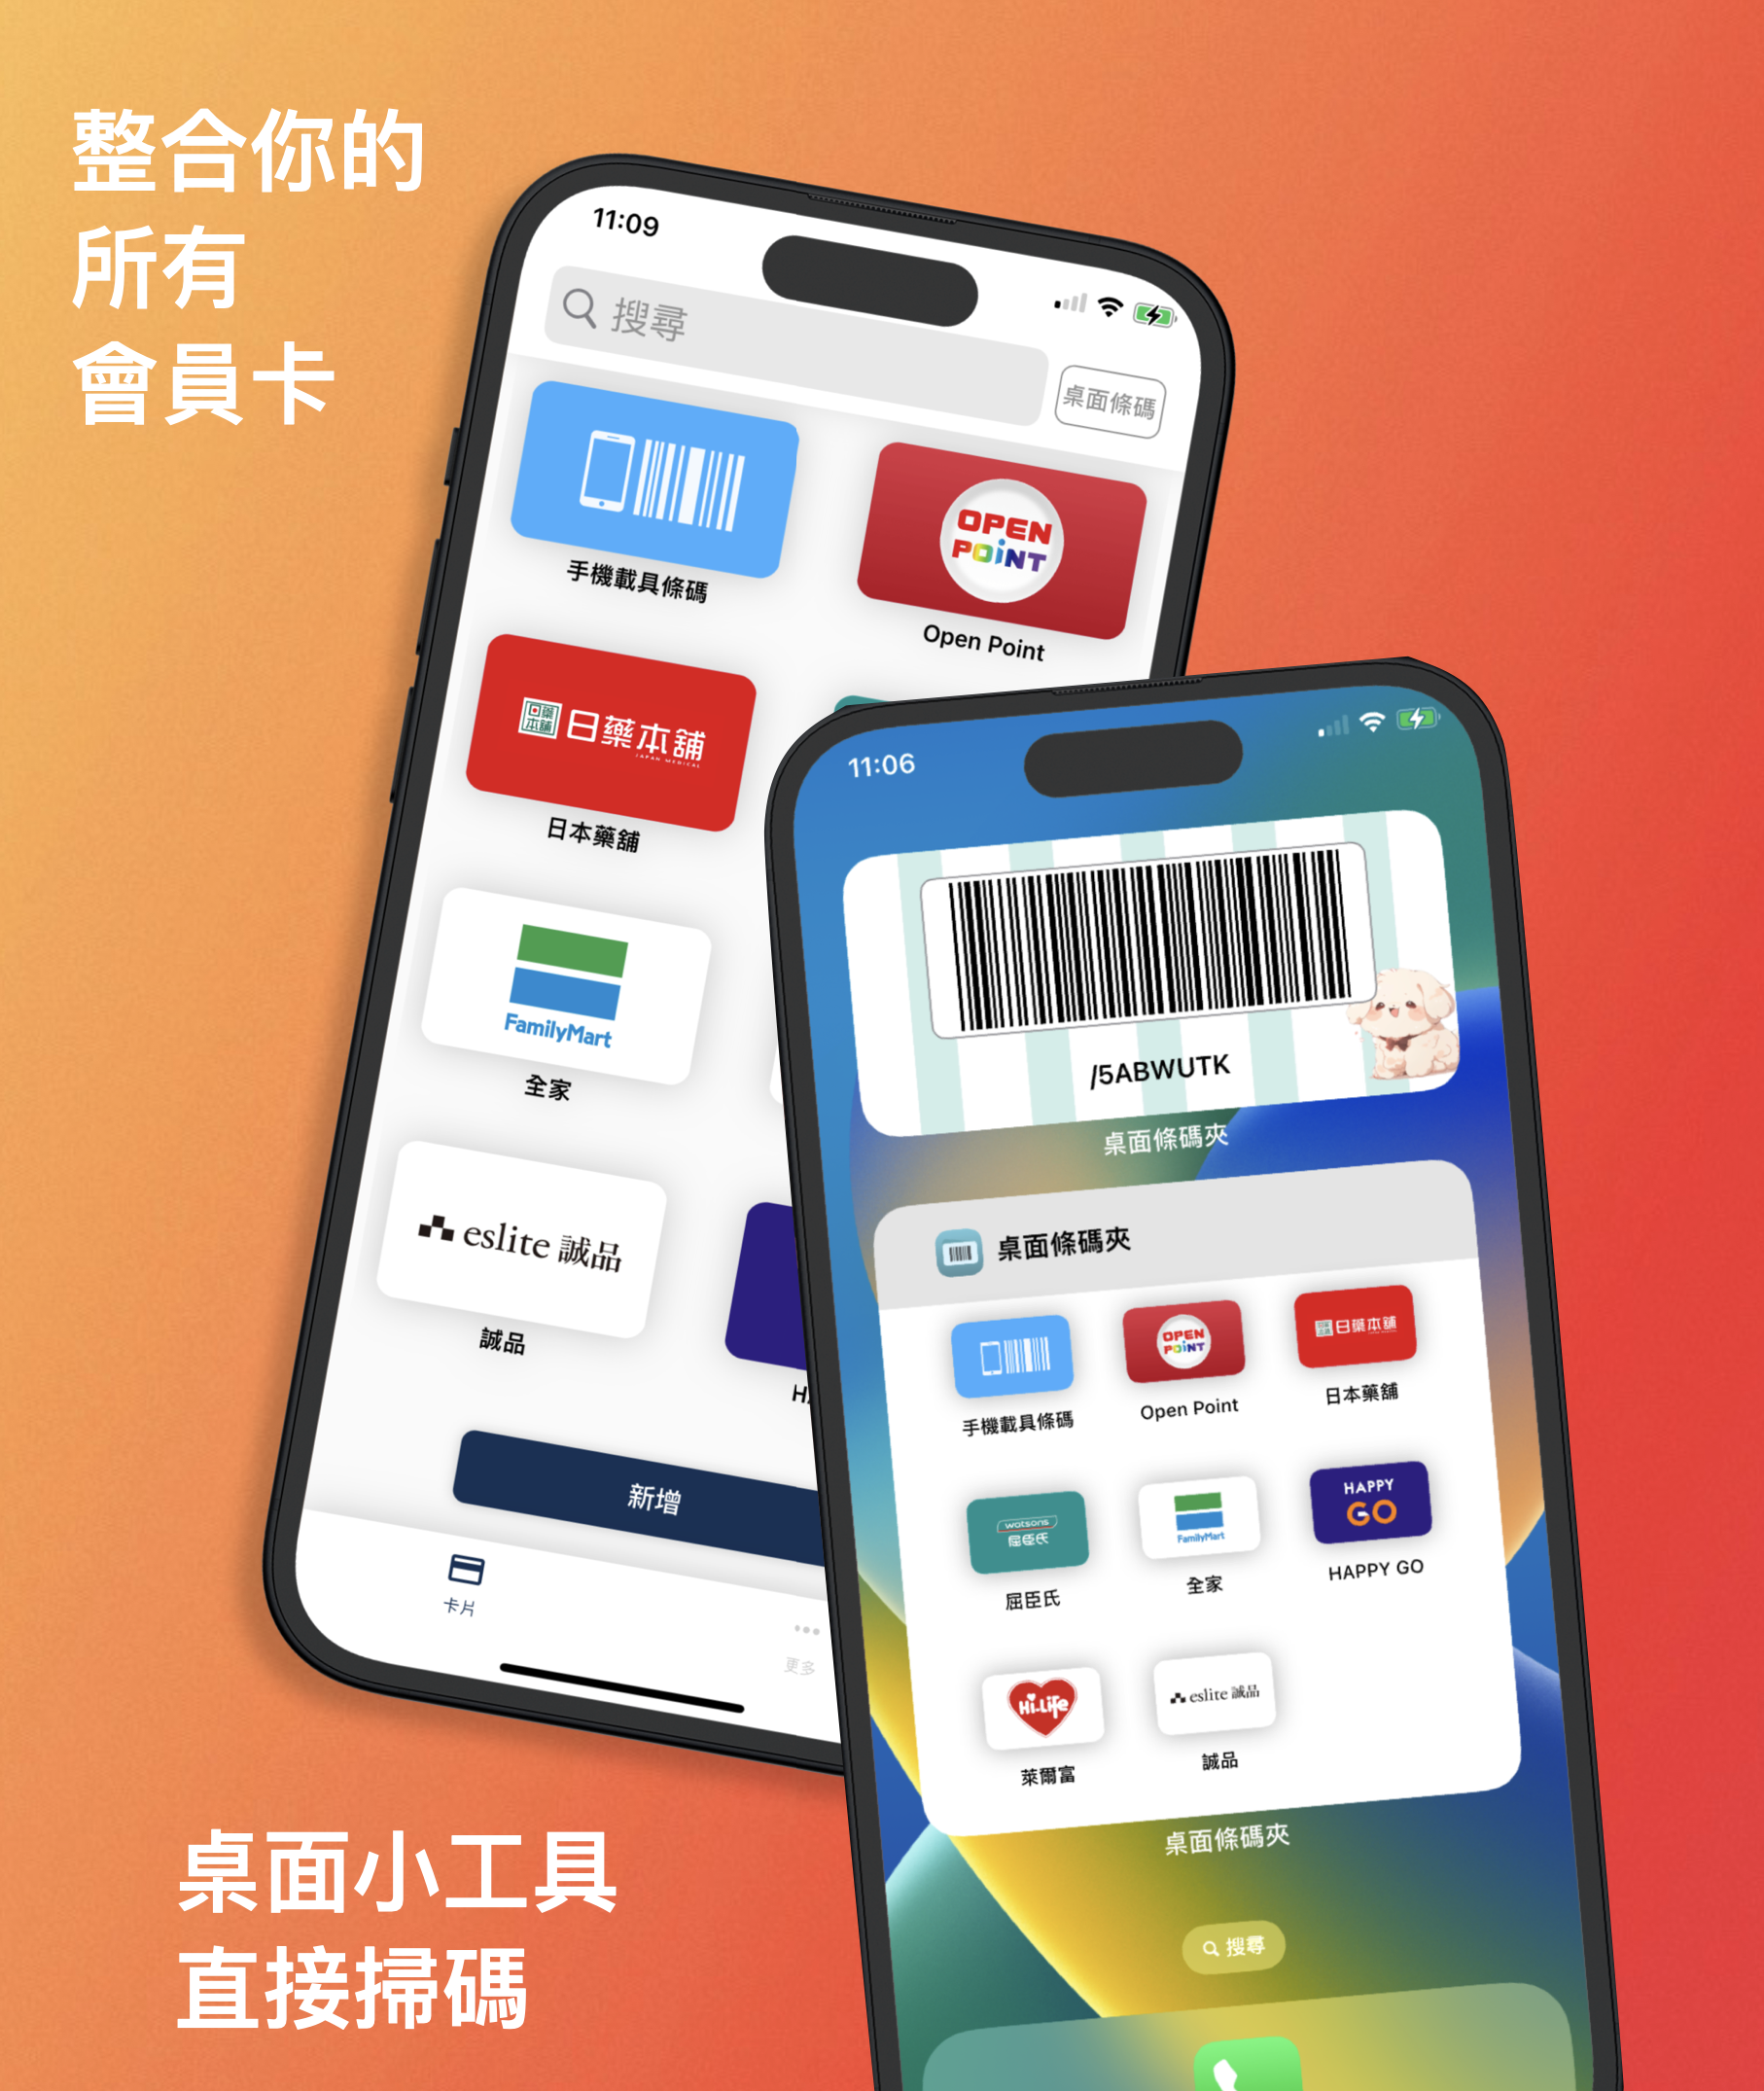 整合你的
所有
會員卡
11:09
搜尋
桌面條碼
OPEN
POiNT
手機載具條碼
Open Point
日藥
本舖
日藥本舖
JAPAN MEDICAL
日本藥舖
FamilyMart
全家
eslite 誠品
誠品
H
新增
卡片
更多
11:06
/5ABWUTK
桌面條碼夾
桌面條碼夾
OPEN
POiNT
日藥本舖
手機載具條碼
Open Point
日本藥舖
watsons
屈臣氏
FamilyMart
HAPPY
GO
屈臣氏
全家
HAPPY GO
Hi-Life
eslite 誠品
萊爾富
誠品
桌面條碼夾
搜尋
桌面小工具
直接掃碼